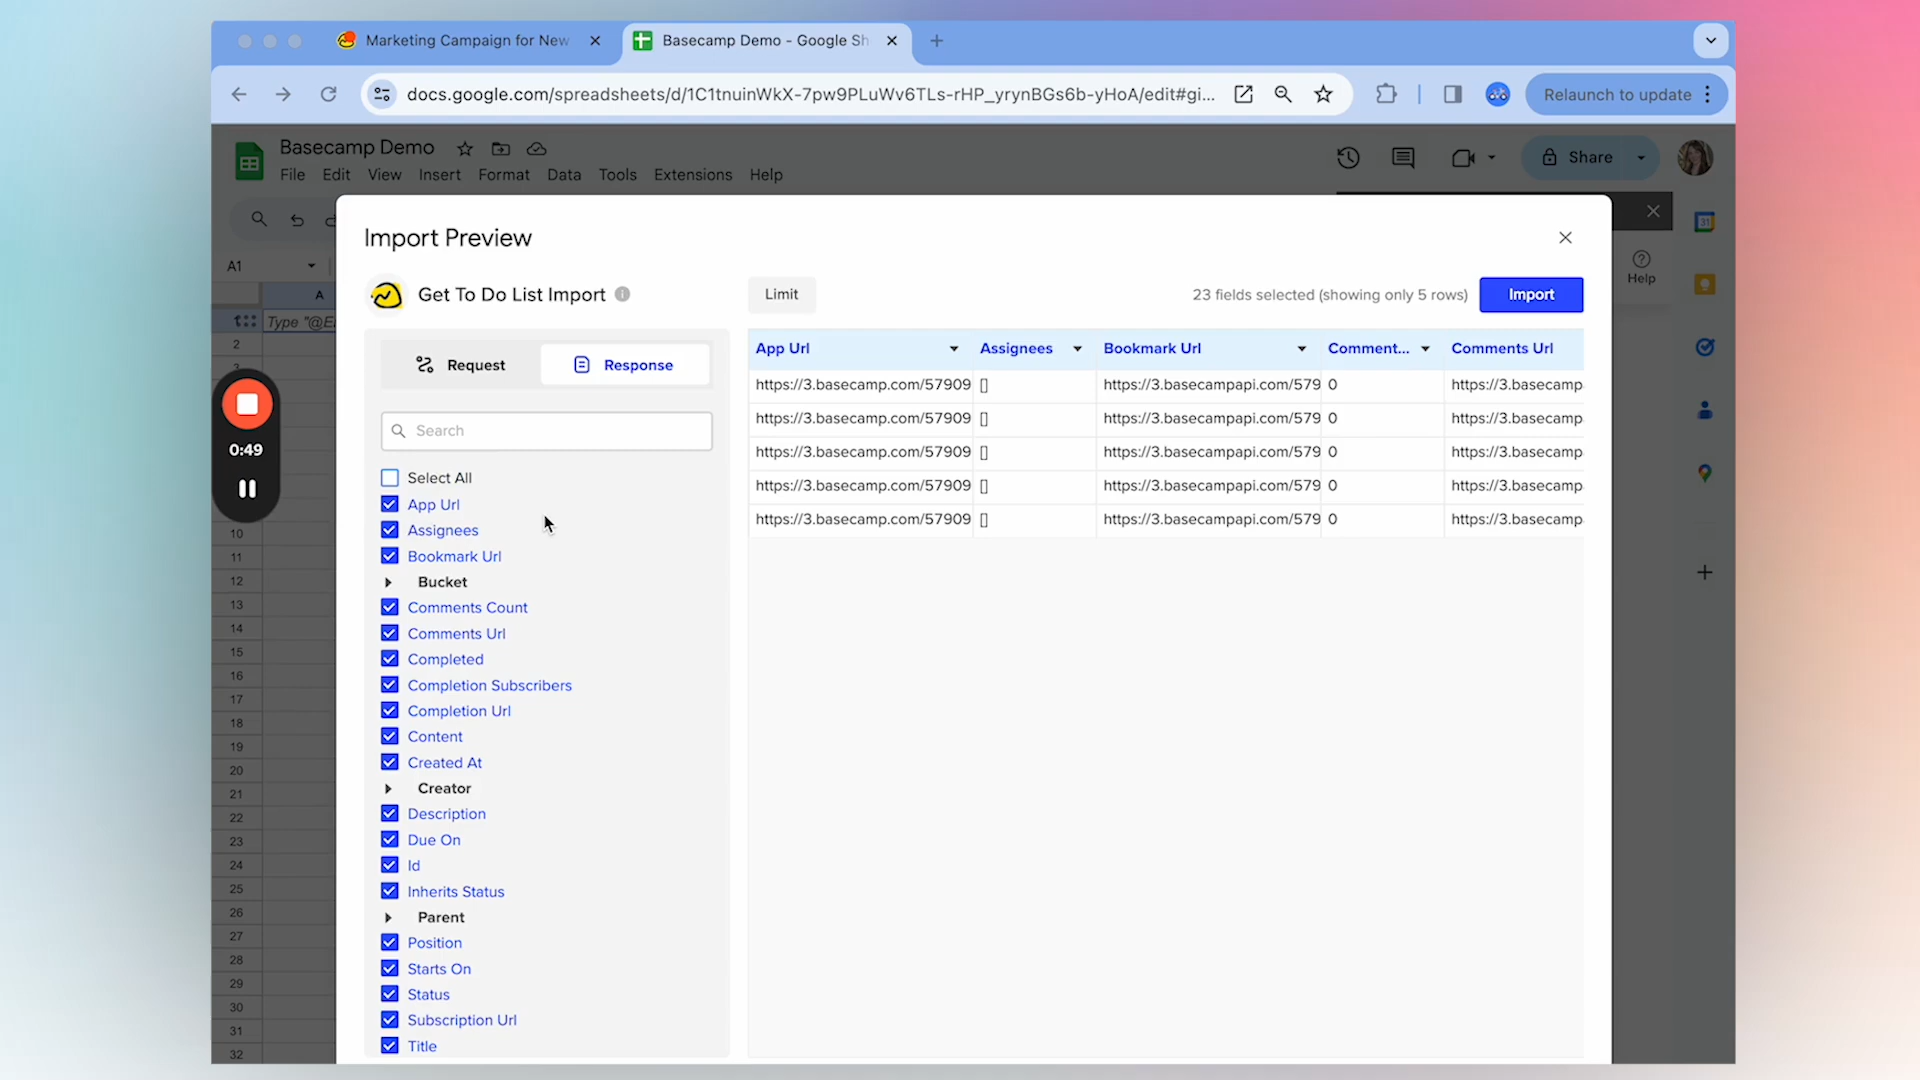 Marketing Campaign for New
Basecamp Demo - Google Sh
docs.google.com/spreadsheets/d/1C1tnuinWkX-7pw9PLuWv6TLs-rHP_yrynBGs6b-yHoA/edit#gi...
Relaunch to update
Basecamp Demo
File Edit View Insert Format Data Tools Extensions Help
Share
31
A1
Help
A
1
Type "@E
2
3
10
11
12
13
14
15
16
17
18
19
20
21
22
23
24
25
26
27
28
29
30
31
32
0:49
Import Preview
Get To Do List Import
Limit
23 fields selected (showing only 5 rows)
Import
Request
Response
Search
Select All
App Url
Assignees
Bookmark Url
Bucket
Comments Count
Comments Url
Completed
Completion Subscribers
Completion Url
Content
Created At
Creator
Description
Due On
Id
Inherits Status
Parent
Position
Starts On
Status
Subscription Url
Title
App Url Assignees Bookmark Url Comment... Comments Url
https://3.basecamp.com/57909 [] https://3.basecampapi.com/579 0 https://3.basecamp
https://3.basecamp.com/57909 [] https://3.basecampapi.com/579 0 https://3.basecamp
https://3.basecamp.com/57909 [] https://3.basecampapi.com/579 0 https://3.basecamp
https://3.basecamp.com/57909 [] https://3.basecampapi.com/579 0 https://3.basecamp
https://3.basecamp.com/57909 [] https://3.basecampapi.com/579 0 https://3.basecamp